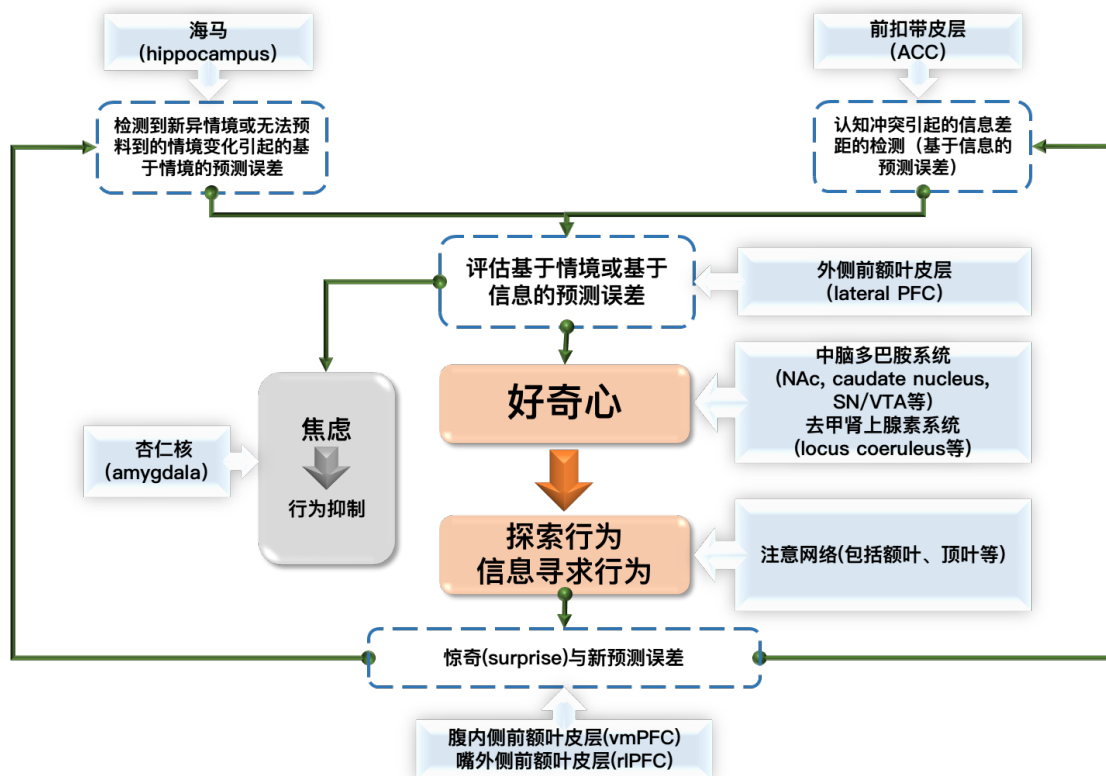 海马
(hippocampus)
前扣带皮层
(ACC)
检测到新异情境或无法预
料到的情境变化引起的基
于情境的预测误差
认知冲突引起的信息差
距的检测（基于信息的
预测误差）
评估基于情境或基于
信息的预测误差
外侧前额叶皮层
(lateral PFC)
好奇心
中脑多巴胺系统
(NAc, caudate nucleus,
SN/VTA等)
去甲肾上腺素系统
(locus coeruleus等)
焦虑
行为抑制
杏仁核
(amygdala)
探索行为
信息寻求行为
注意网络(包括额叶、顶叶等)
惊奇(surprise)与新预测误差
腹内侧前额叶皮层(vmPFC)
嘴外侧前额叶皮层(rlPFC)